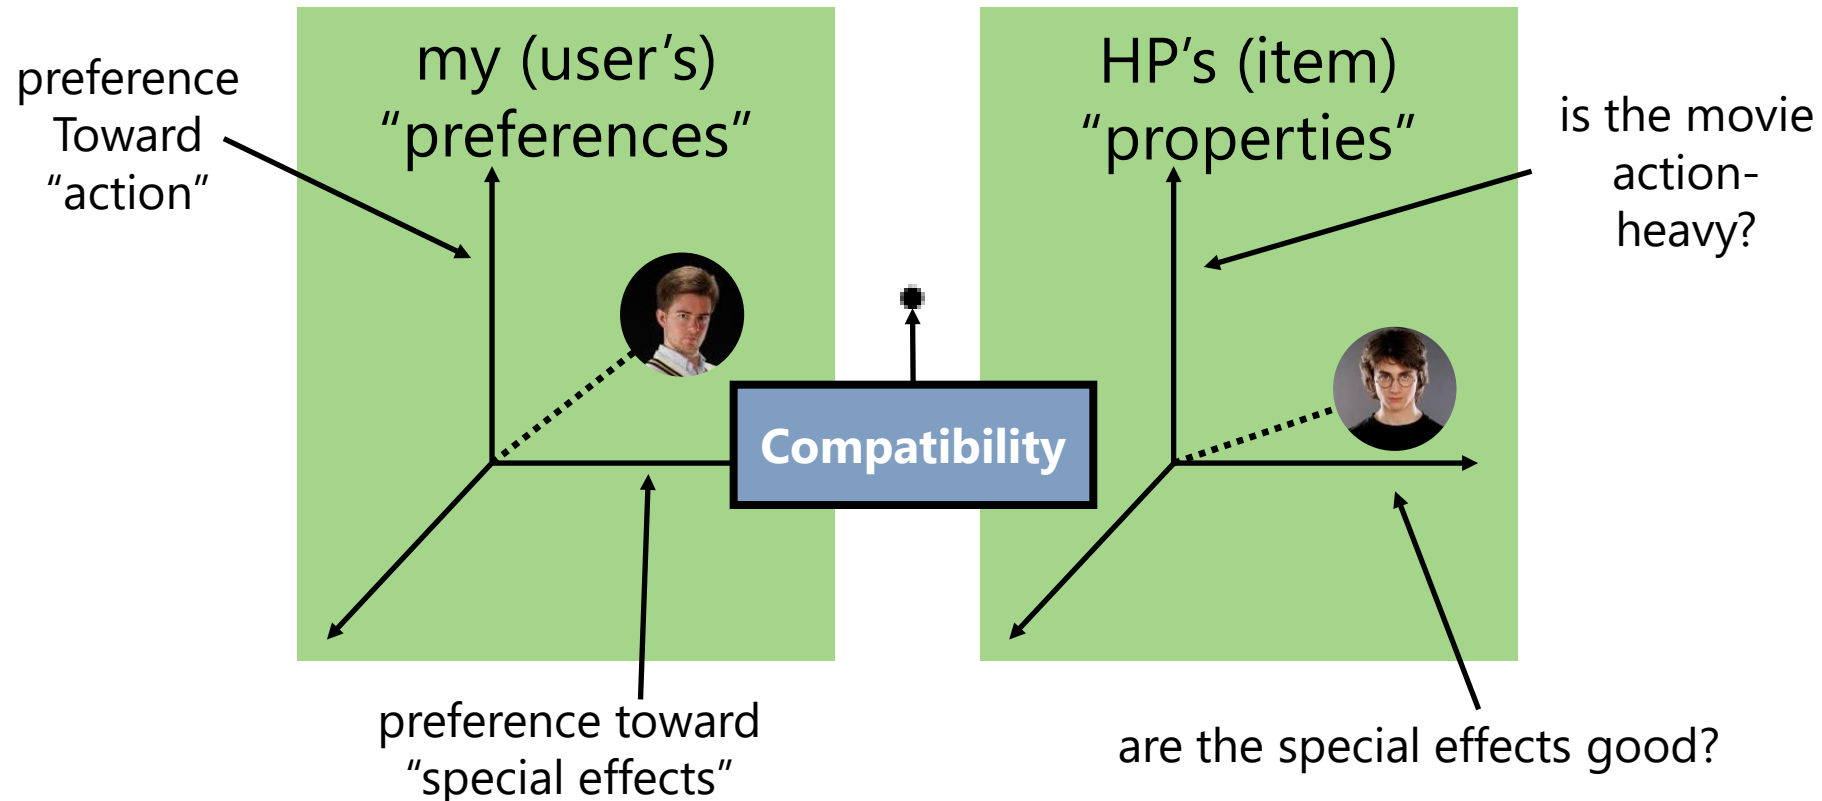 preference
Toward
“action”
my (user’s)
“preferences”
HP’s (item)
“properties”
is the movie
action-
heavy?
Compatibility
preference toward
“special effects”
are the special effects good?